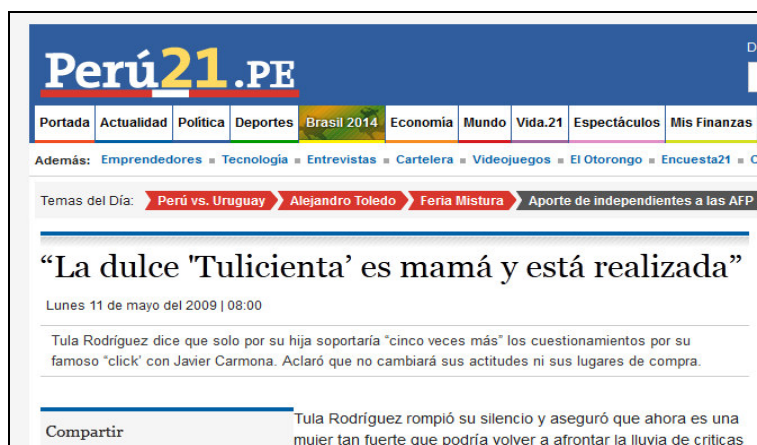 D
Perú21.PE
Portada Actualidad Política Deportes Brasil 2014 Economía Mundo Vida.21 Espectáculos Mis Finanzas
Además: Emprendedores Tecnología Entrevistas Cartelera Videojuegos El Otorongo Encuesta21 C
Temas del Día: Perú vs. Uruguay Alejandro Toledo Feria Mistura Aporte de independientes a las AFP
“La dulce 'Tulicienta’ es mamá y está realizada”
Lunes 11 de mayo del 2009 | 08:00
Tula Rodríguez dice que solo por su hija soportaría “cinco veces más” los cuestionamientos por su
famoso “click’ con Javier Carmona. Aclaró que no cambiará sus actitudes ni sus lugares de compra.
Compartir
Tula Rodríguez rompió su silencio y aseguró que ahora es una
mujer tan fuerte que podría volver a afrontar la lluvia de críticas